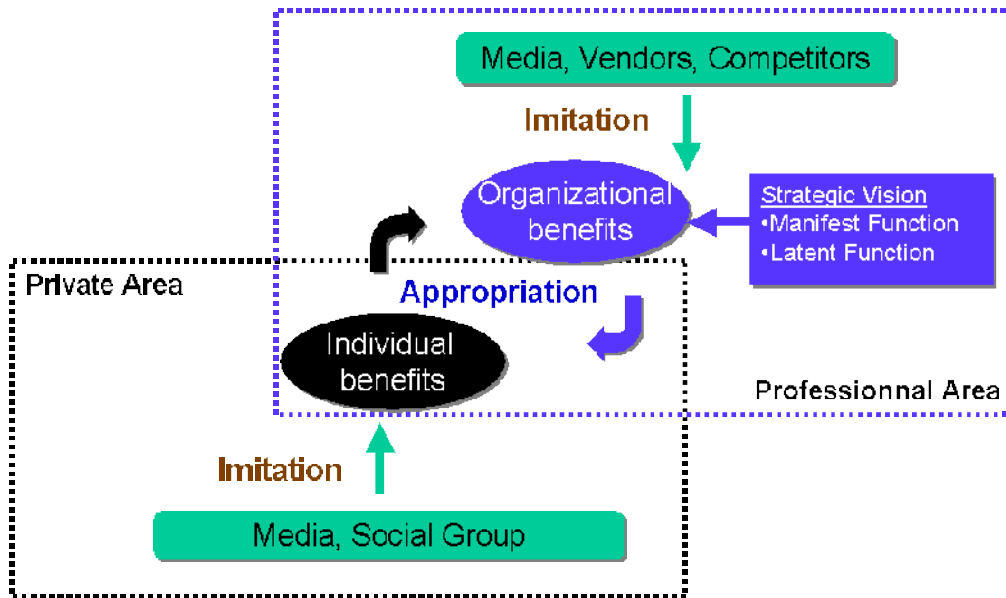 Media, Vendors, Competitors
Imitation
Organizational
benefits
Strategic Vision
•Manifest Function
•Latent Function
Private Area
Appropriation
Individual
benefits
Professionnal Area
Imitation
Media, Social Group